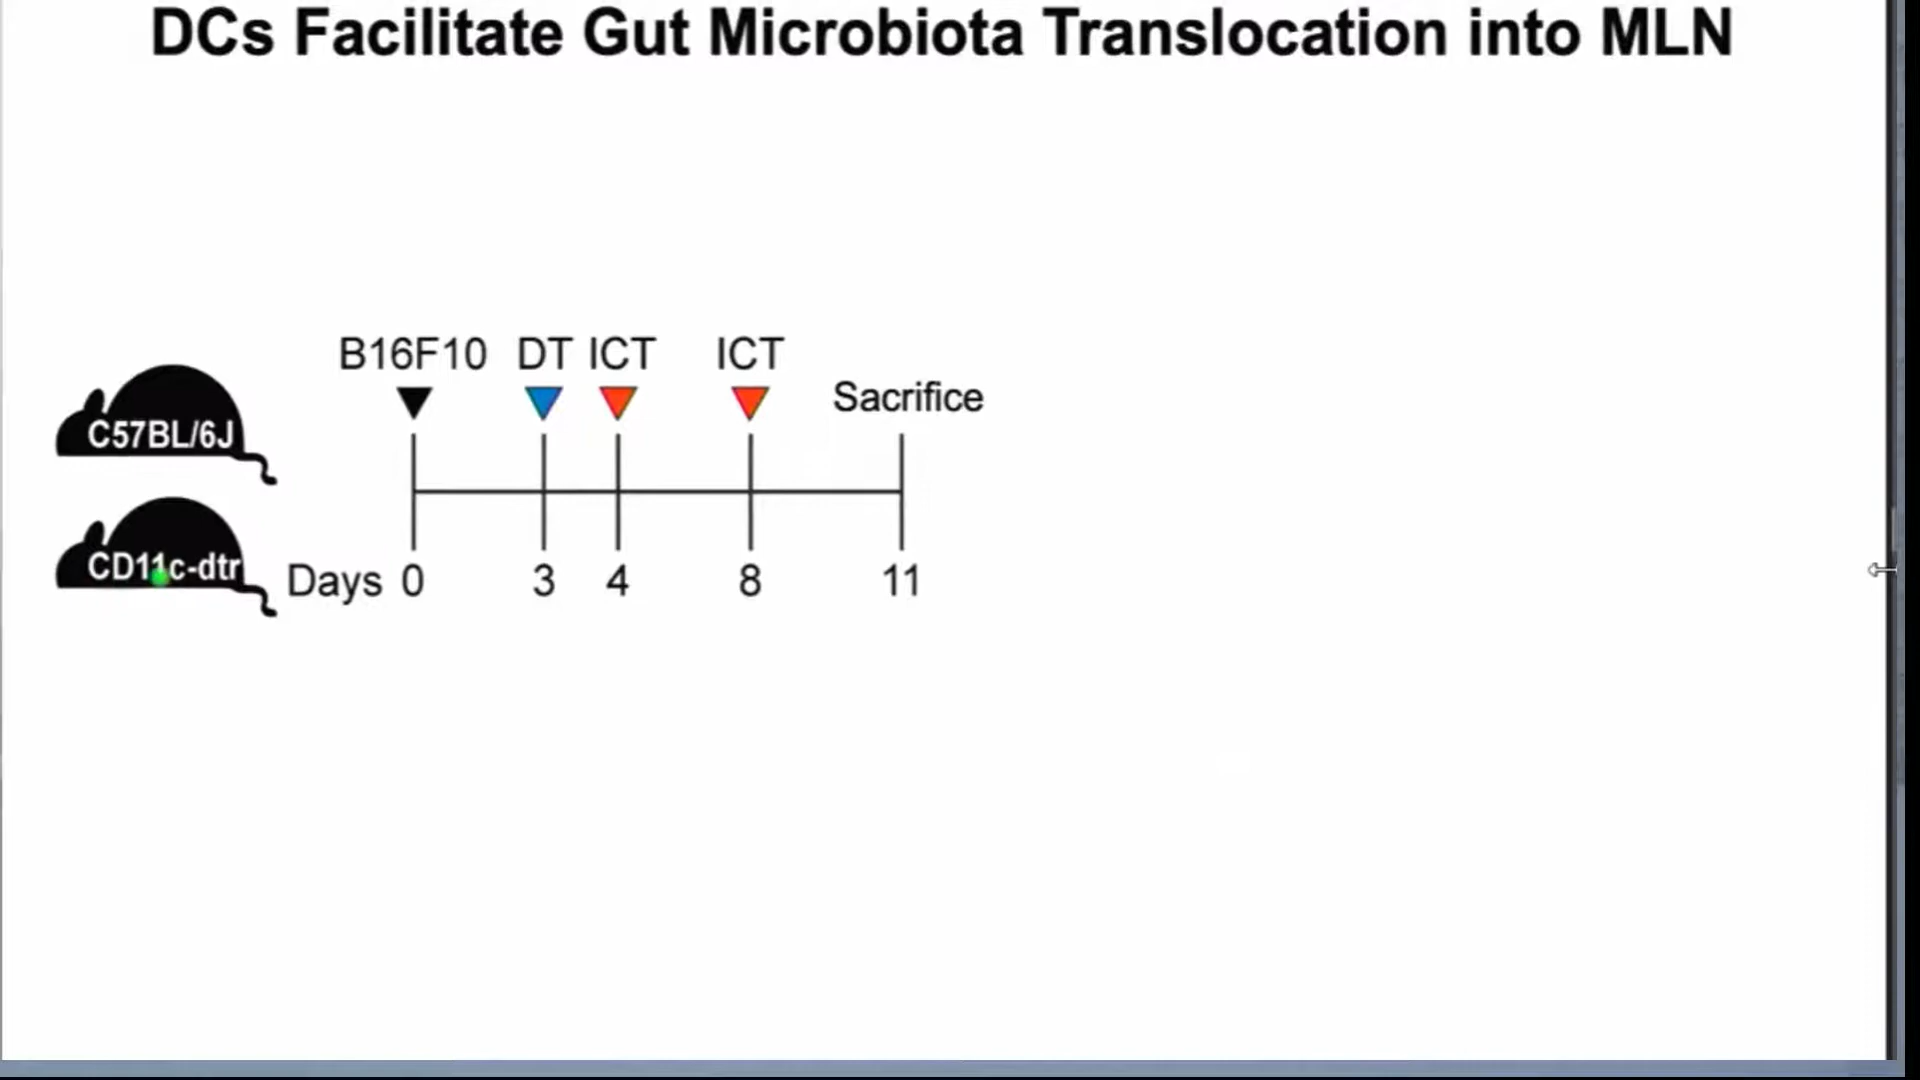 DCs Facilitate Gut Microbiota Translocation into MLN
B16F10 DT ICT ICT
Sacrifice
C57BL/6J
CD11c-dtr
Days 0 3 4 8 11